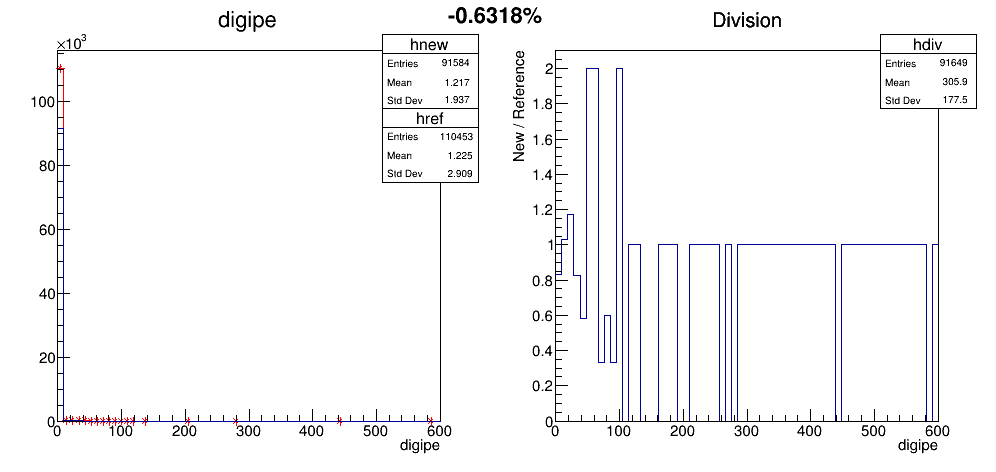 -0.6318%
digipe
×10³
hnew
Entries 91584
Mean 1.217
Std Dev 1.937
href
Entries 110453
Mean 1.225
Std Dev 2.909
100
80
60
40
20
0
0 100 200 300 400 500 600
digipe
Division
hdiv
Entries 91649
Mean 305.9
Std Dev 177.5
New / Reference
2
1.8
1.6
1.4
1.2
1
0.8
0.6
0.4
0.2
0
0 100 200 300 400 500 600
digipe